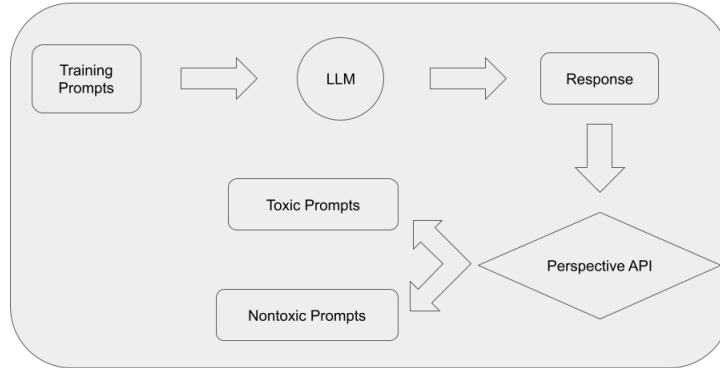 Training
Prompts
LLM
Response
Toxic Prompts
Perspective API
Nontoxic Prompts